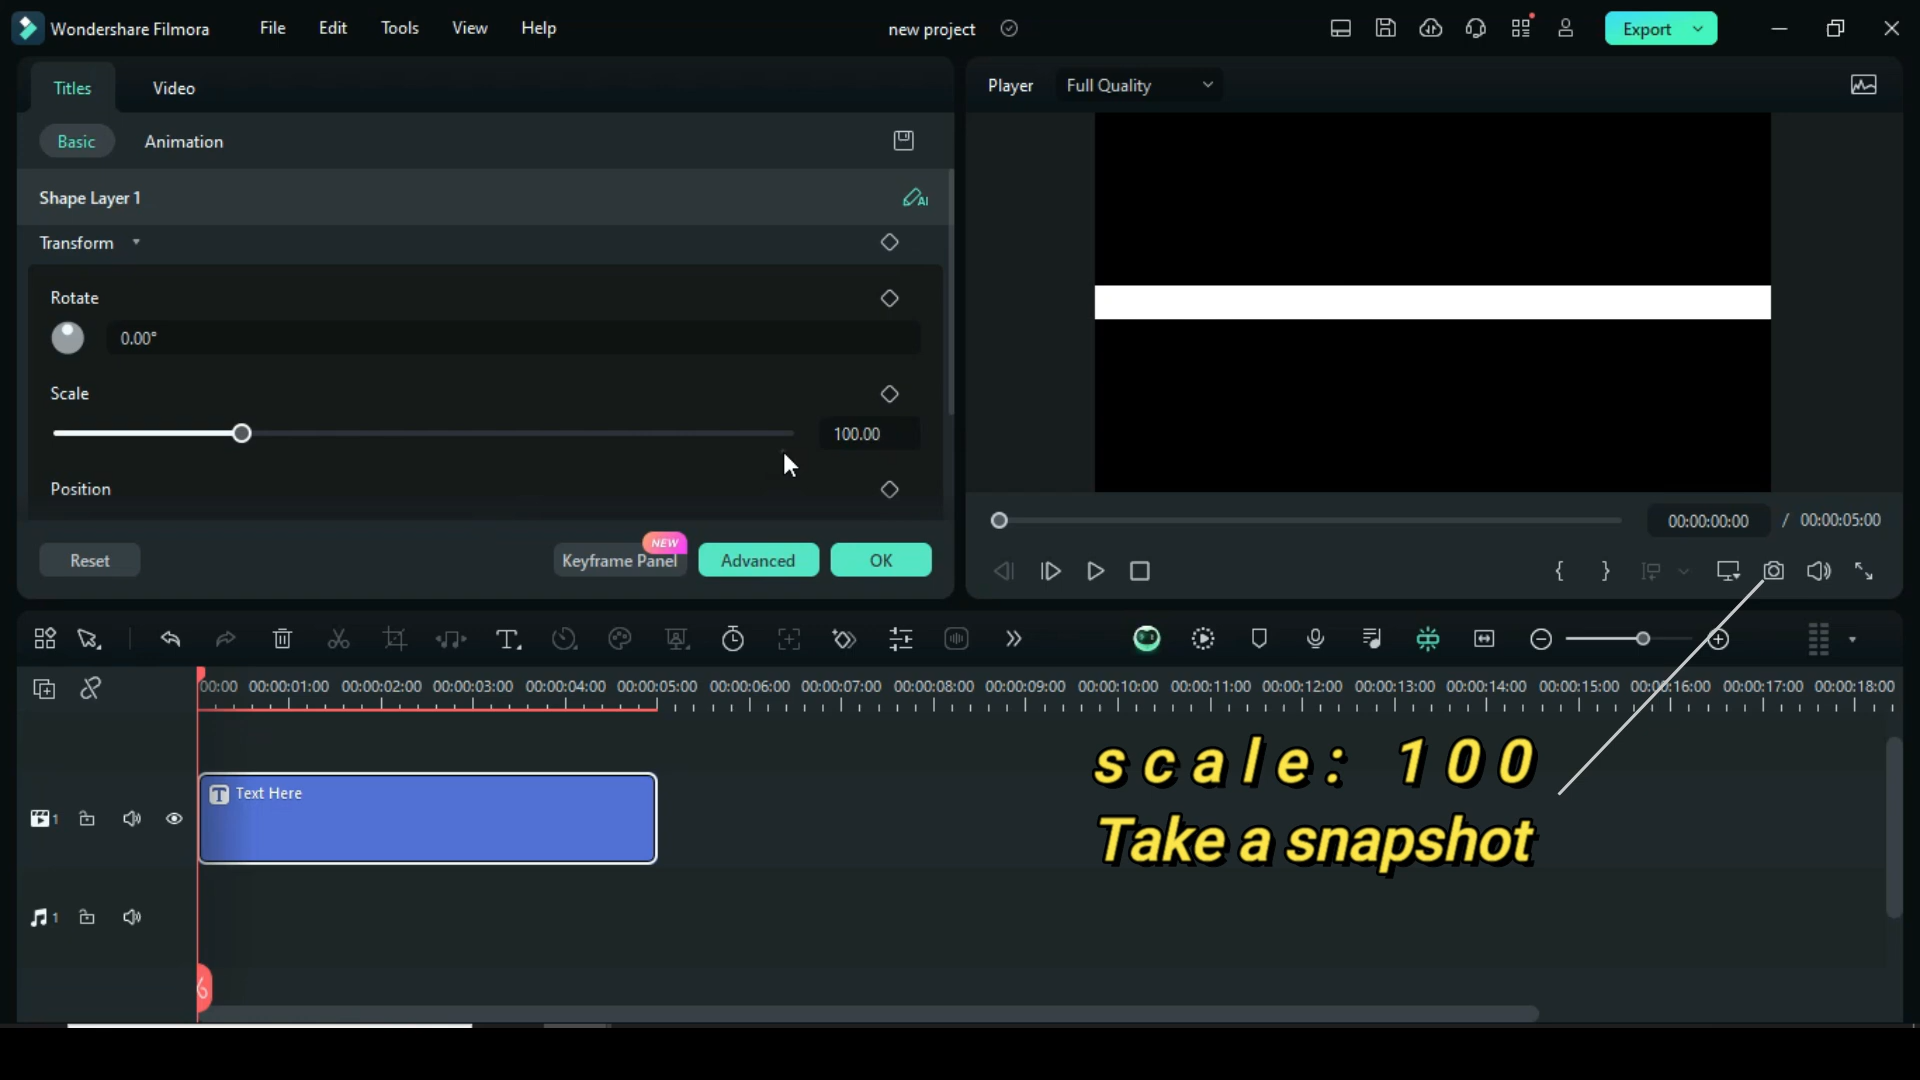 Wondershare Filmora File Edit Tools View Help new project Export
Titles Video
Player Full Quality
Basic Animation
Shape Layer 1
AI
Transform
Rotate
0.00°
Scale
100.00
Position
00:00:00:00 / 00:00:05:00
NEW
Reset Keyframe Panel Advanced OK
00:00 00:00:01:00 00:00:02:00 00:00:03:00 00:00:04:00 00:00:05:00 00:00:06:00 00:00:07:00 00:00:08:00 00:00:09:00 00:00:10:00 00:00:11:00 00:00:12:00 00:00:13:00 00:00:14:00 00:00:15:00 00:00:16:00 00:00:17:00 00:00:18:00
scale: 100
T Text Here
1
Take a snapshot
1